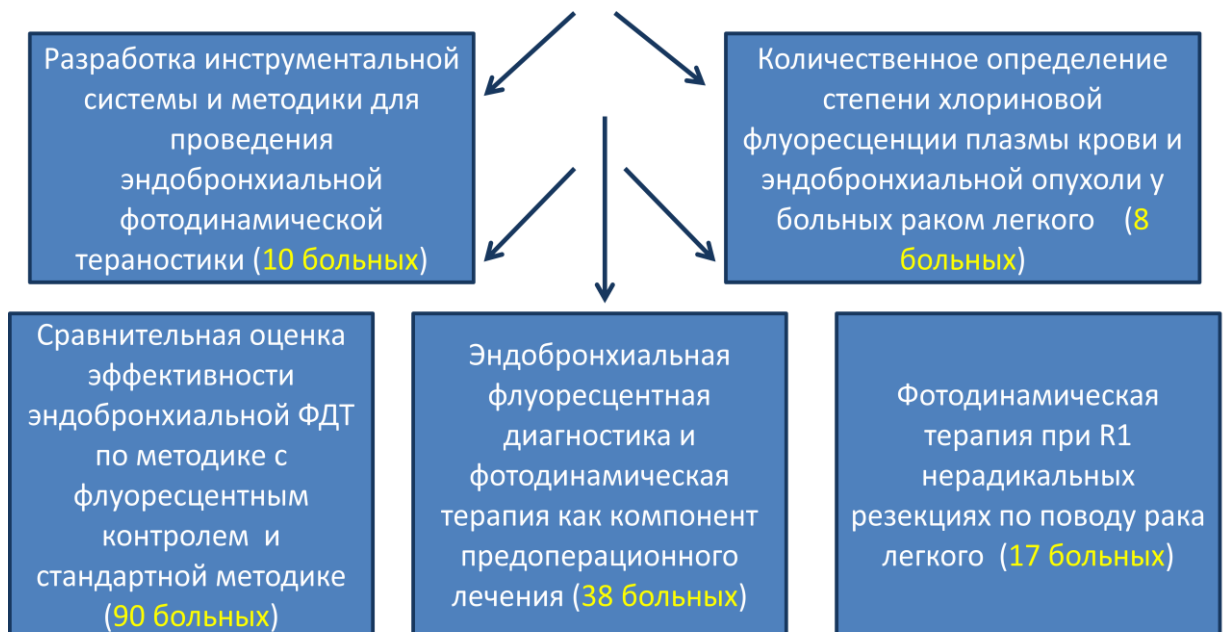 Разработка инструментальной
системы и методики для
проведения
эндобронхиальной
фотодинамической
тераностики (10 больных)
Количественное определение
степени хлориновой
флуоресценции плазмы крови и
эндобронхиальной опухоли у
больных раком легкого (8
больных)
Сравнительная оценка
эффективности
эндобронхиальной ФДТ
по методике с
флуоресцентным
контролем и
стандартной методике
(90 больных)
Эндобронхиальная
флуоресцентная
диагностика и
фотодинамическая
терапия как компонент
предоперационного
лечения (38 больных)
Фотодинамическая
терапия при R1
нерадикальных
резекциях по поводу рака
легкого (17 больных)